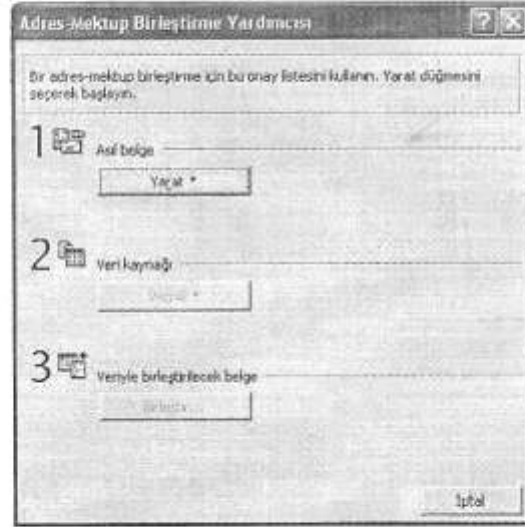 Adres-Mektup Birleştirme Yardımcısı
Bir adres-mektup birleştirme için bu onay listesini kullanın. Yarat düğmesini
seçerek başlayın.
1 Asıl belge
Yarat
2 Veri kaynağı
3 Veriyle birleştirilecek belge
İptal